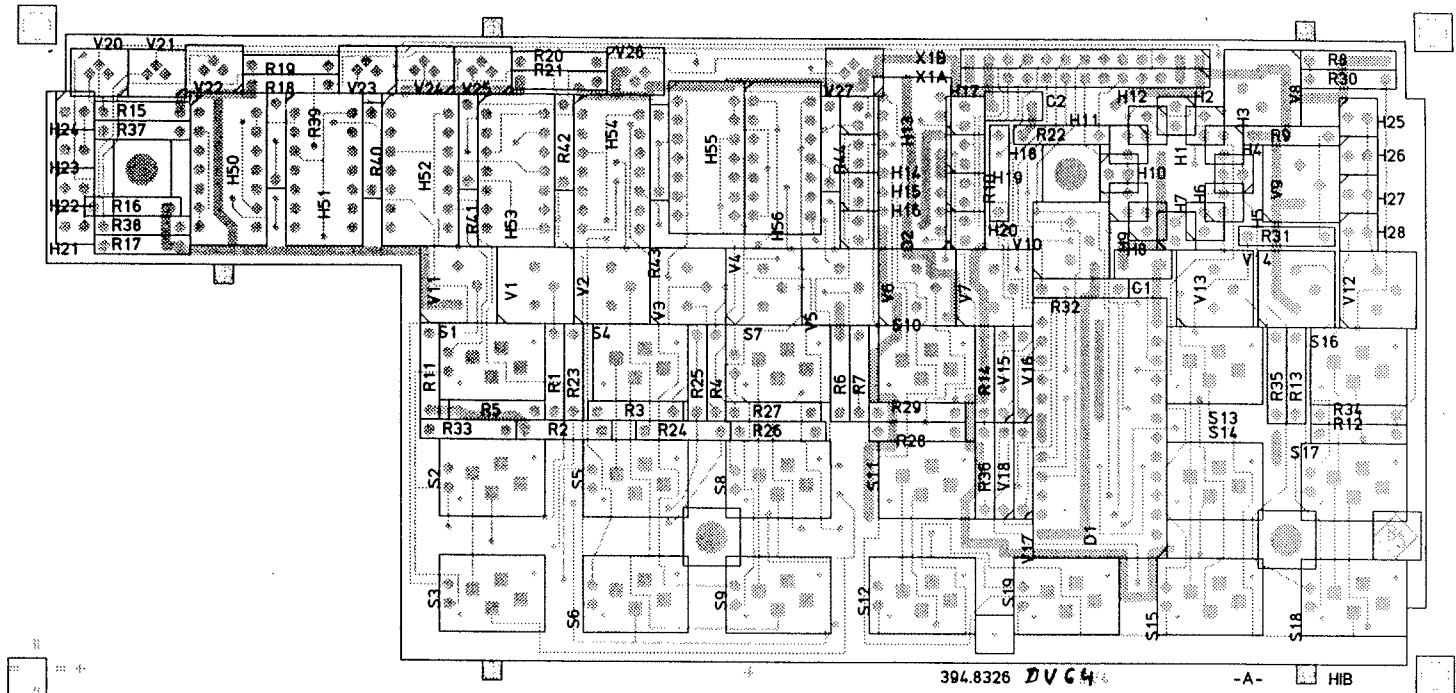 V20 V21 R20 V26 X1B R8
R19 R21 X1A R30
V22 R18 V23 V24 V25 V27 H17 C2 H12 H2 V8
R15 R39 H13 H11 H3 H25
H24 R37 R42 H54 R22 R9
H23 H50 H51 R40 H52 H53 H55 R44 H14 H18 H1 H4 H26
H22 R16 R41 H56 H15 R10 H19 H10 H6 V9 H27
R38 H16 H20 H7 H5 H28
H21 R17 R43 D2 V10 H9 H8 R31
V11 V1 V2 V3 V4 V5 V6 V7 C1 V13 V14 V12
S1 S4 S7 S10 R32 S16
R11 R1 R23 R25 R4 R6 R7 R14 V15 V16 R35 R13
R5 R3 R27 R29 S13 R34
R33 R2 R24 R26 R28 S14 R12
S2 S5 S8 S11 R36 V18 S17
V17 D1
S3 S6 S9 S12 S19 S15 S18
394.8326 DV64 -A- HIB